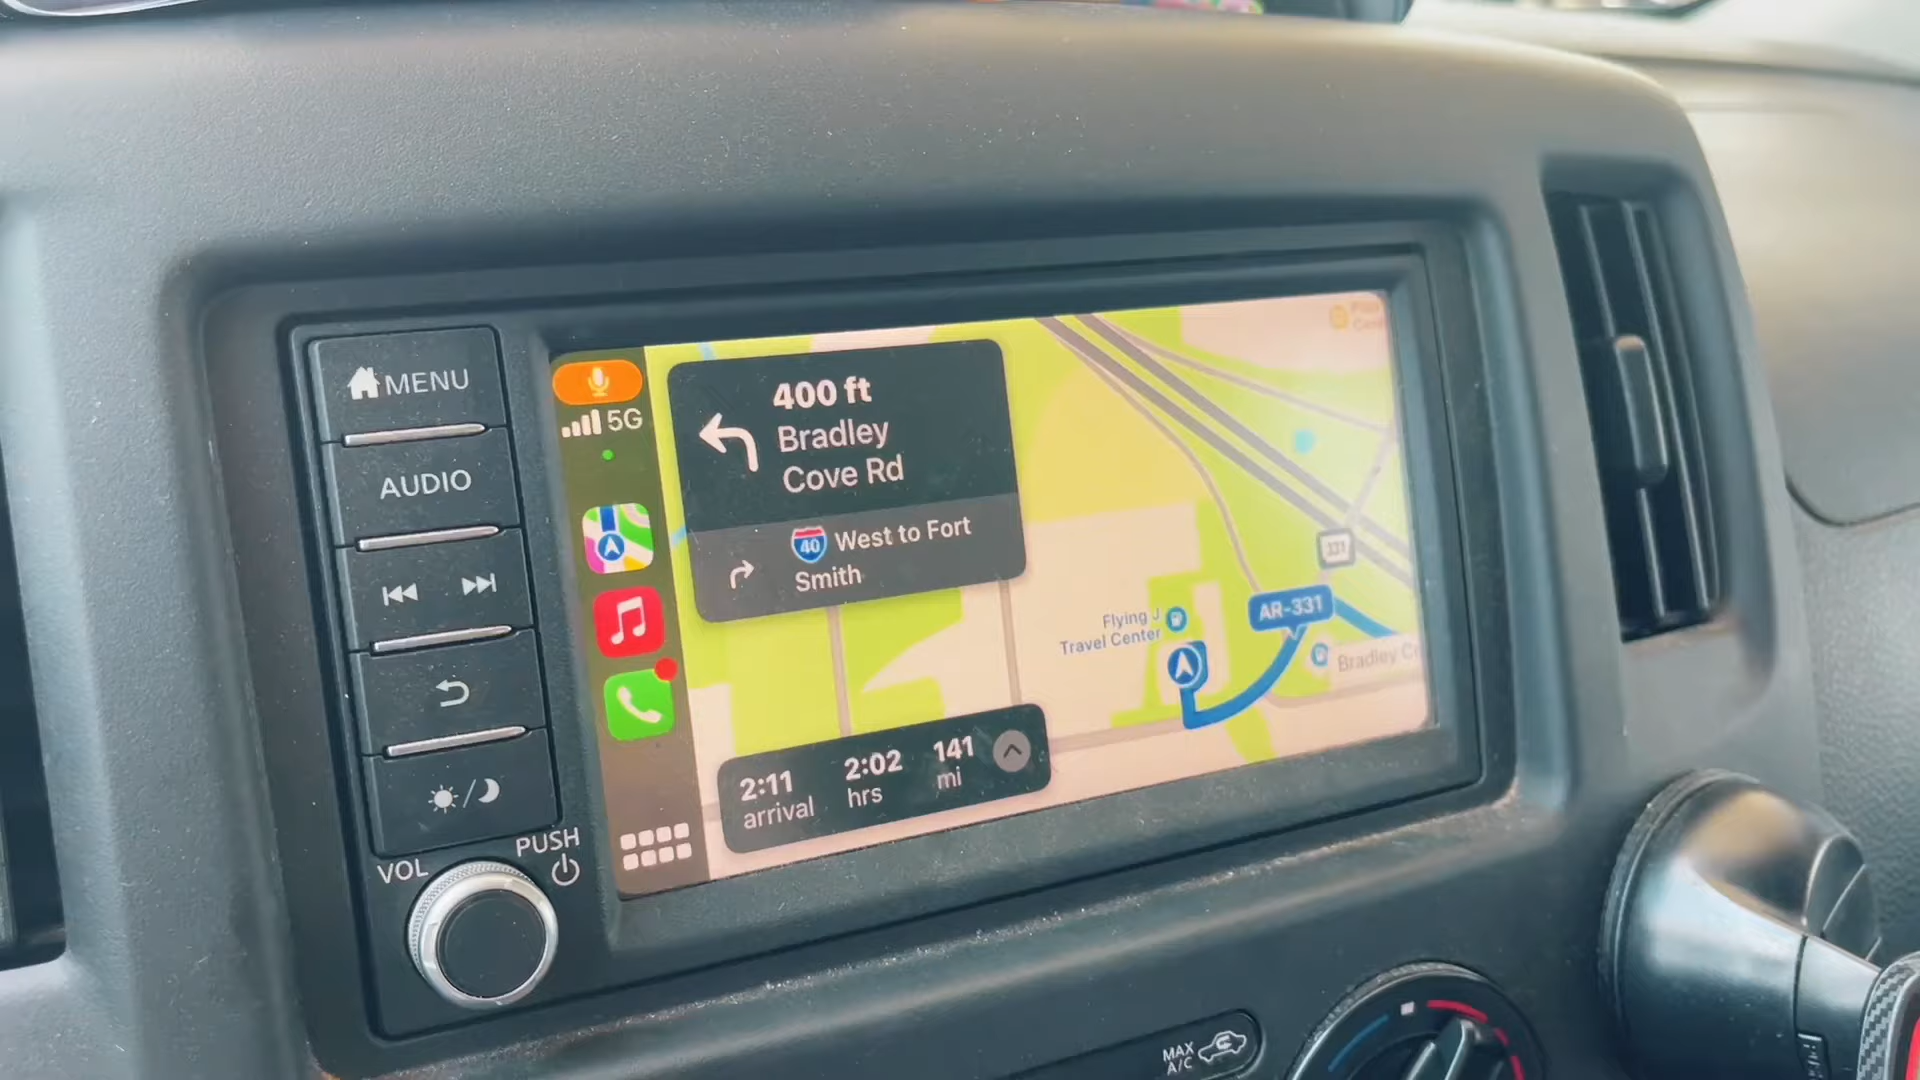 MENU
AUDIO
VOL
PUSH
5G
400 ft
Bradley
Cove Rd
40 West to Fort
Smith
331
AR-331
Flying J
Travel Center
Bradley
2:11
arrival
2:02
hrs
141
mi
MAX
A/C